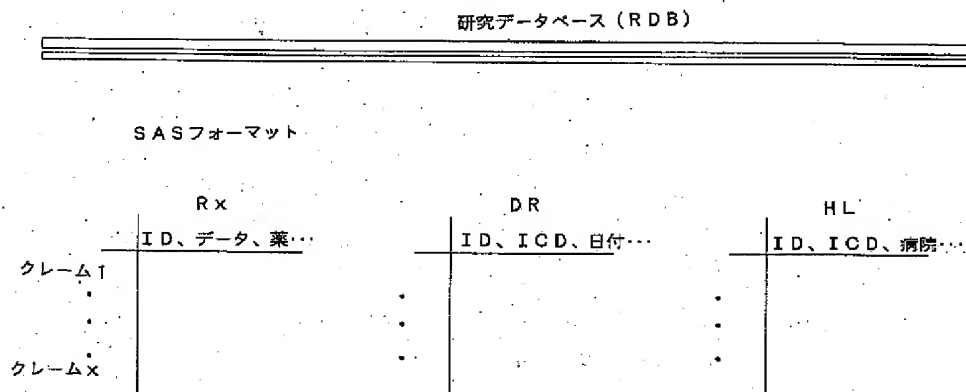 研究データベース（RDB）
SASフォーマット
Rx
DR
HL
ID、データ、薬…
ID、ICD、日付…
ID、ICD、病院…
クレーム1
クレームx